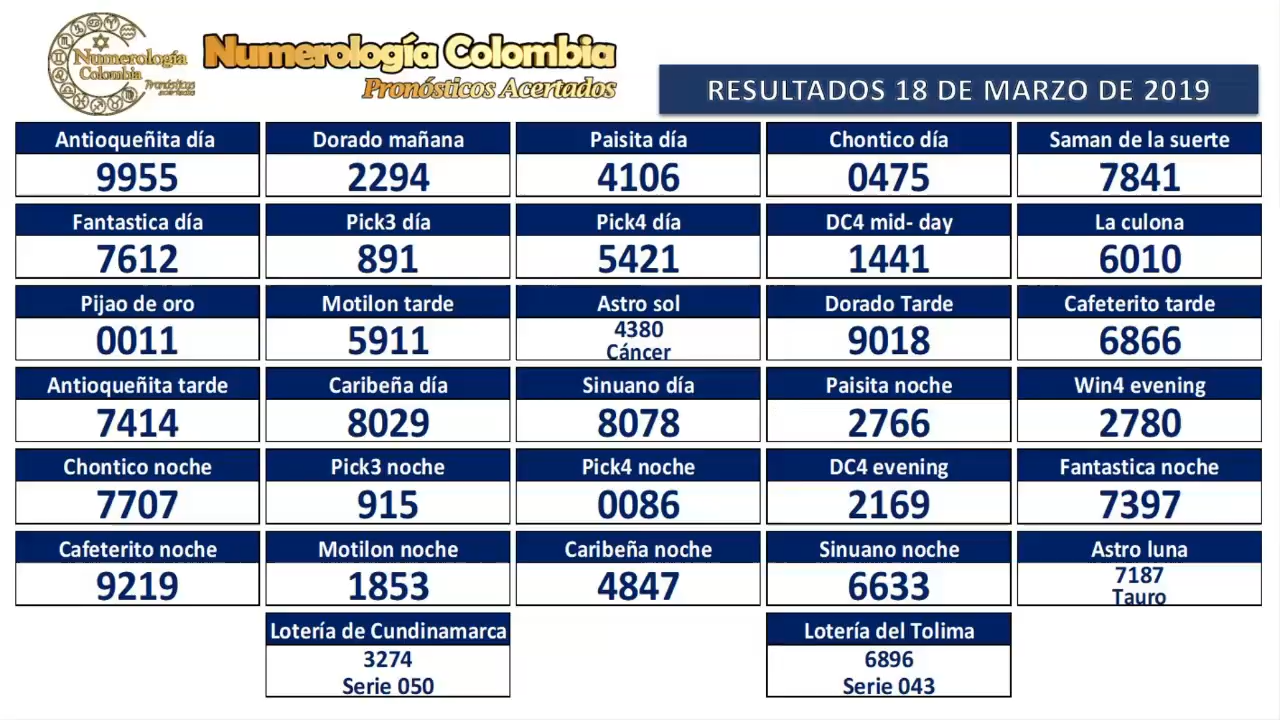 Numerología
Colombia
Pronósticos
acertados
Numerología Colombia
Pronósticos Acertados
RESULTADOS 18 DE MARZO DE 2019
Antioqueñita día
9955
Dorado mañana
2294
Paisita día
4106
Chontico día
0475
Saman de la suerte
7841
Fantastica día
7612
Pick3 día
891
Pick4 día
5421
DC4 mid- day
1441
La culona
6010
Pijao de oro
0011
Motilon tarde
5911
Astro sol
4380
Cáncer
Dorado Tarde
9018
Cafeterito tarde
6866
Antioqueñita tarde
7414
Caribeña día
8029
Sinuano día
8078
Paisita noche
2766
Win4 evening
2780
Chontico noche
7707
Pick3 noche
915
Pick4 noche
0086
DC4 evening
2169
Fantastica noche
7397
Cafeterito noche
9219
Motilon noche
1853
Caribeña noche
4847
Sinuano noche
6633
Astro luna
7187
Tauro
Lotería de Cundinamarca
3274
Serie 050
Lotería del Tolima
6896
Serie 043